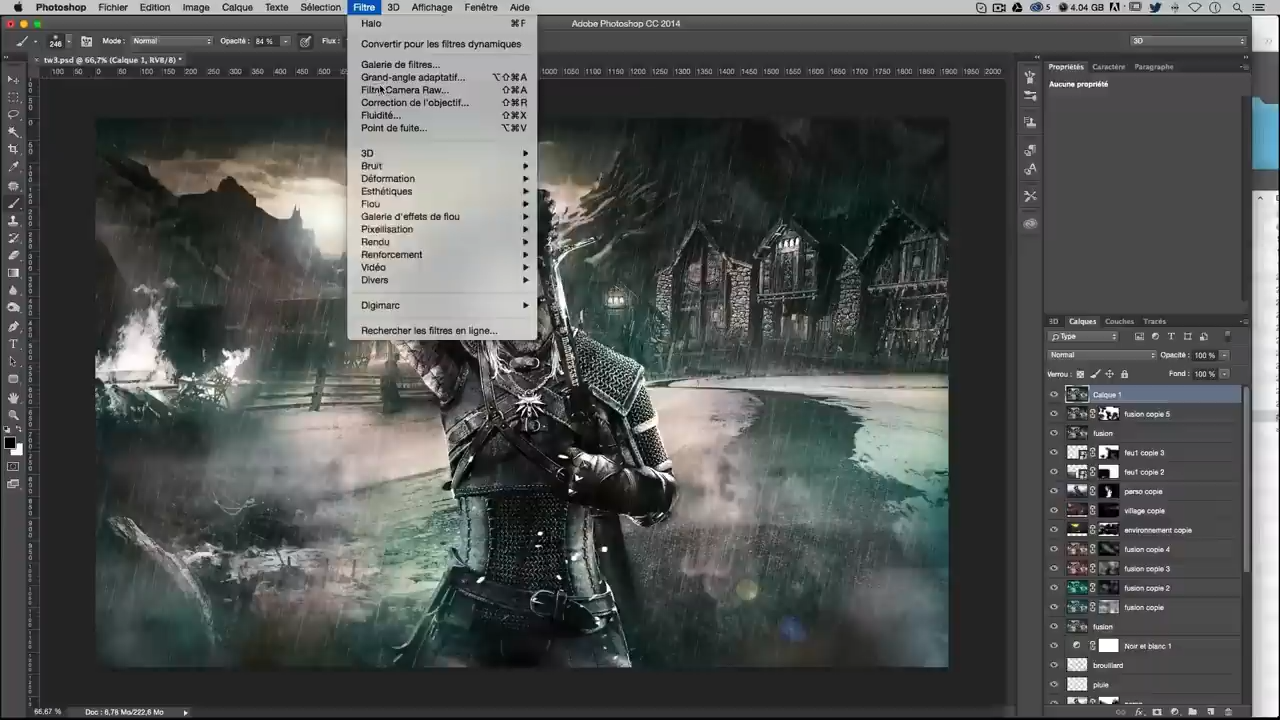 Photoshop Fichier Edition Image Calque Texte Sélection Filtre 3D Affichage Fenêtre Aide
5 4.04 GB
Adobe Photoshop CC 2014
246 Mode : Normal Opacité : 84 % Flux : 3D
tw3.psd @ 66,7% (Calque 1, RVB/8) *
Halo ⌘F
Convertir pour les filtres dynamiques
Galerie de filtres...
Grand-angle adaptatif... ⌥⇧⌘A
Filtre Camera Raw... ⇧⌘A
Correction de l'objectif... ⇧⌘R
Fluidité... ⇧⌘X
Point de fuite... ⌥⌘V
3D
Bruit
Déformation
Esthétiques
Flou
Galerie d'effets de flou
Pixellisation
Rendu
Renforcement
Vidéo
Divers
Digimarc
Rechercher les filtres en ligne...
Propriétés Caractère Paragraphe
Aucune propriété
3D Calques Couches Tracés
Type
Normal Opacité : 100 %
Verrou : Fond : 100 %
Calque 1
fusion copie 5
fusion
feu1 copie 3
feu1 copie 2
perso copie
village copie
environnement copie
fusion copie 4
fusion copie 3
fusion copie 2
fusion copie
fusion
Noir et blanc 1
brouillard
pluie
66.67 % Doc : 6,78 Mo/222,6 Mo